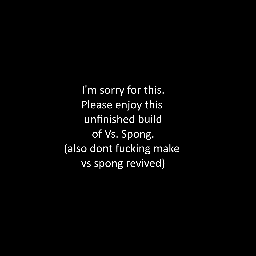 I'm sorry for this.
Please enjoy this
unfinished build
of Vs. Spong.
(also dont fucking make
vs spong revived)